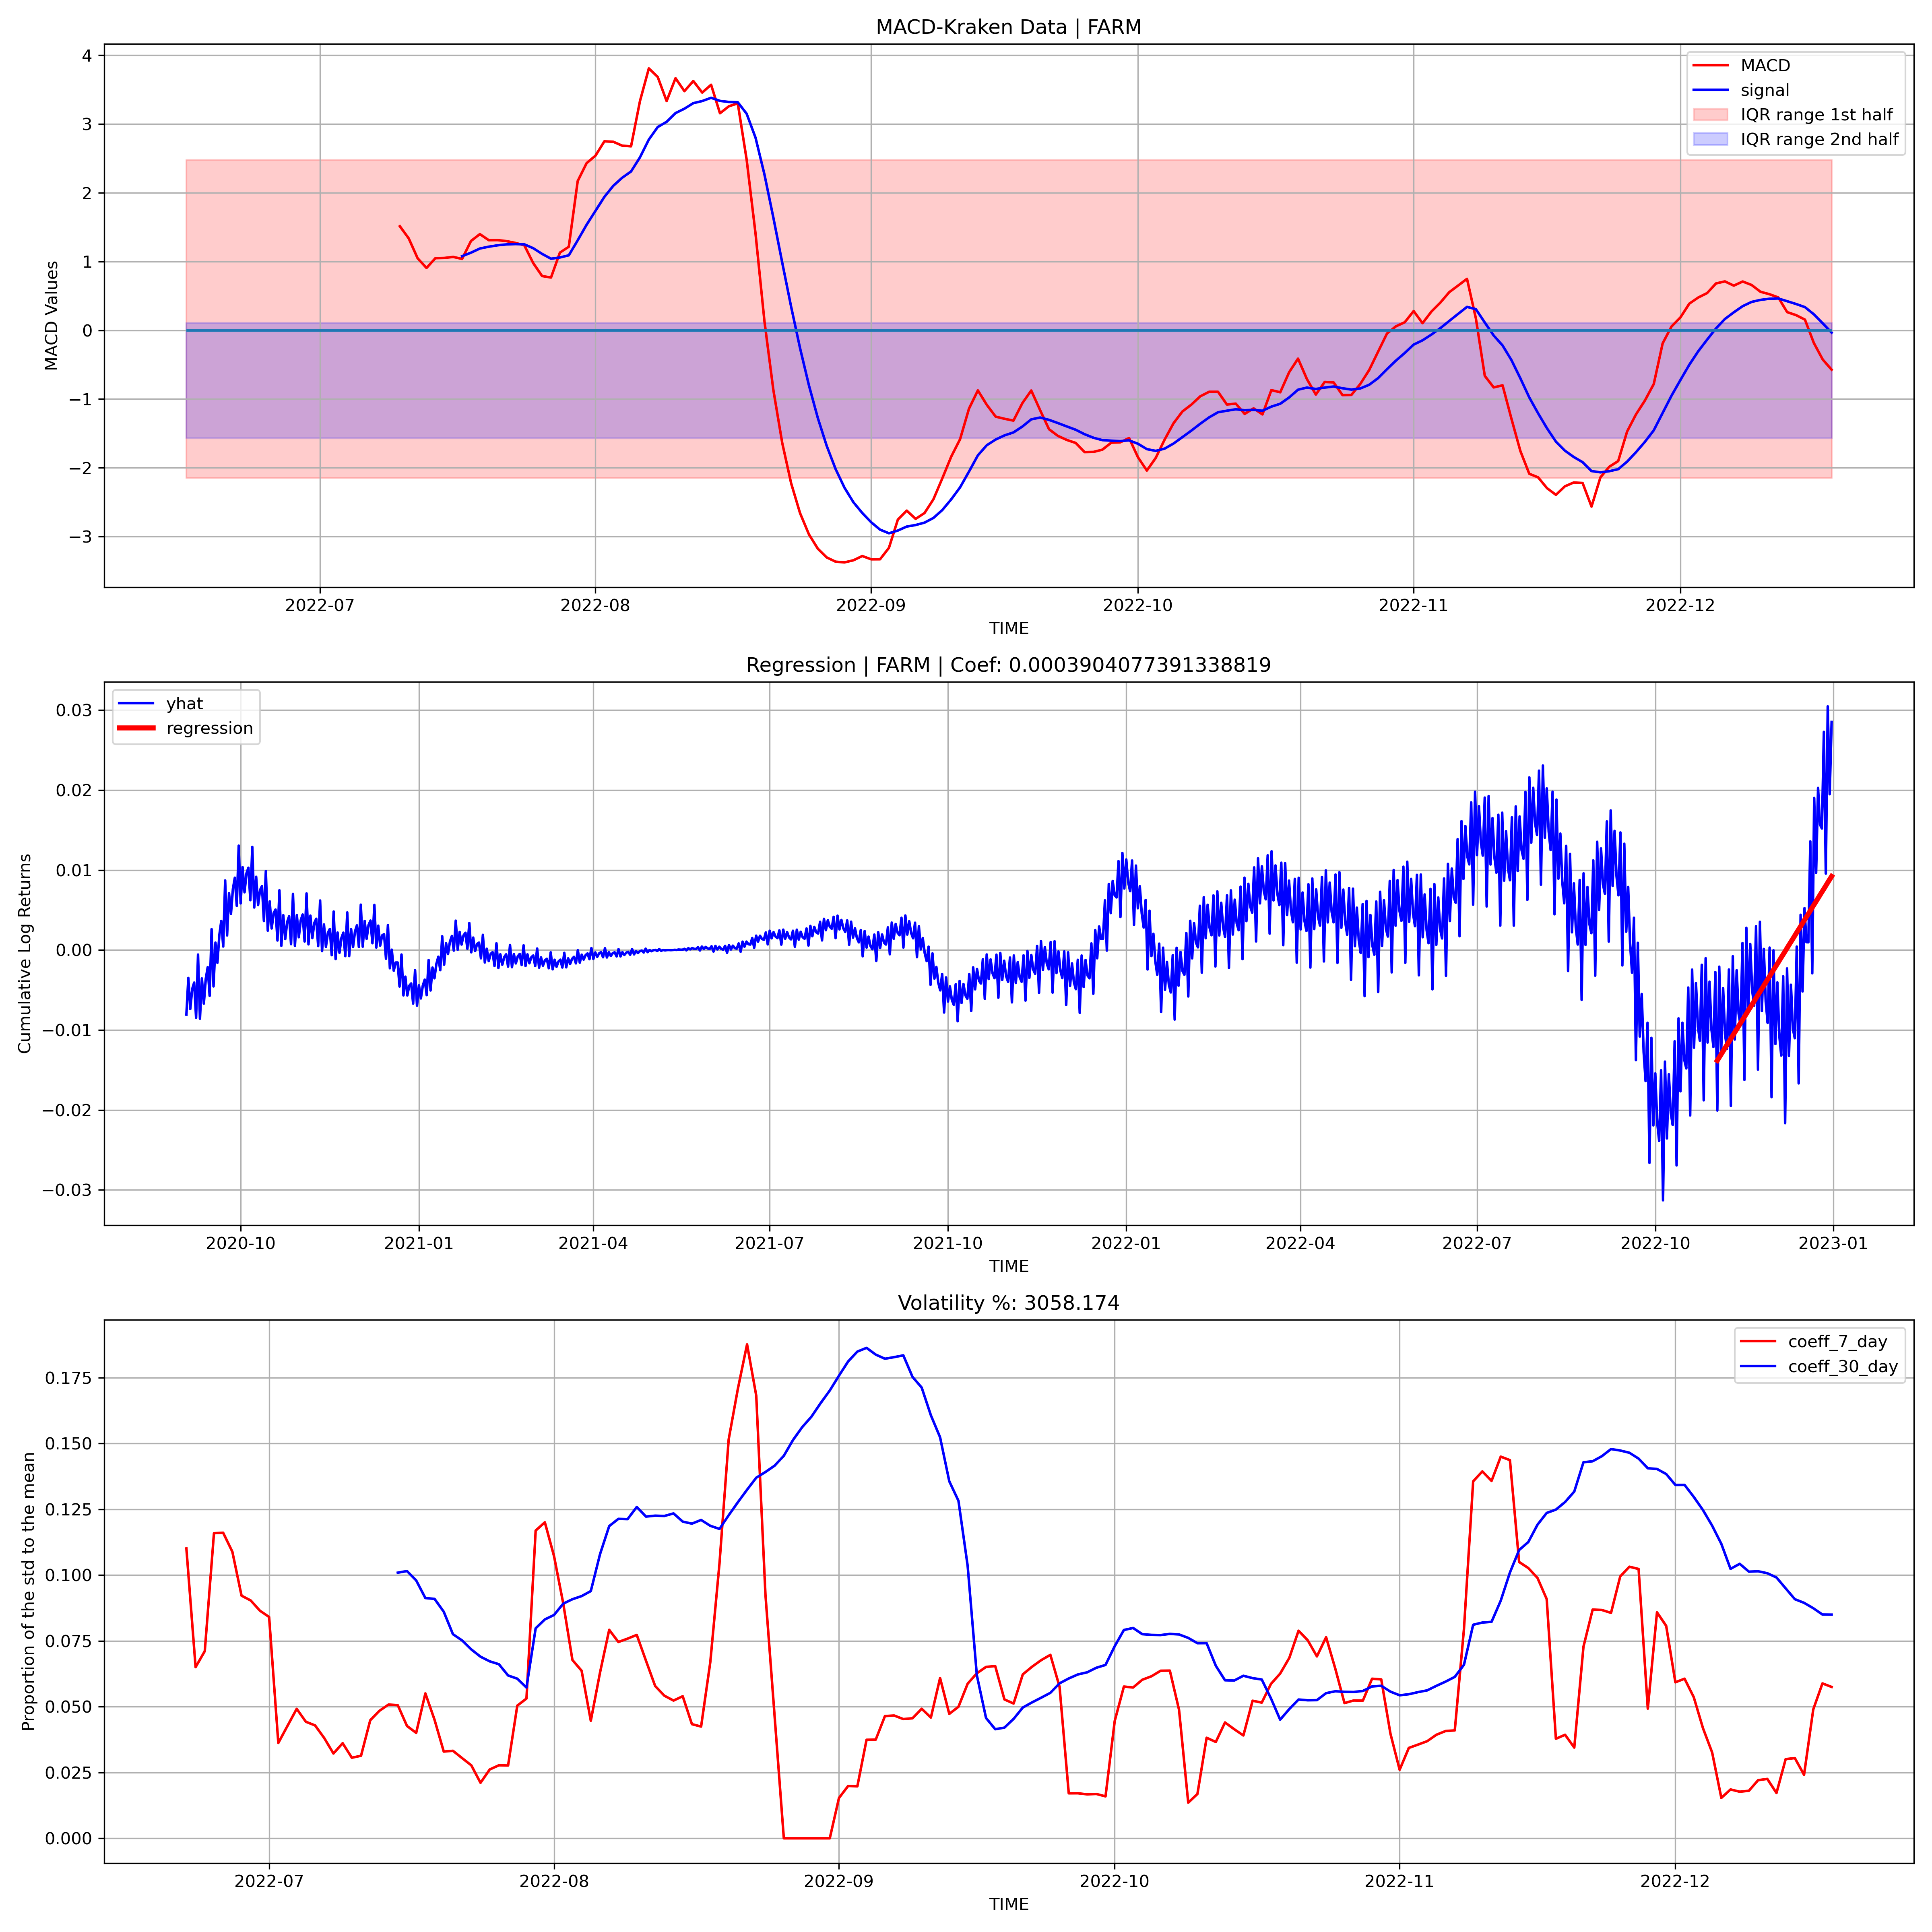 MACD-Kraken Data | FARM
MACD Values
4
3
2
1
0
−1
−2
−3
MACD
signal
IQR range 1st half
IQR range 2nd half
2022-07
2022-08
2022-09
2022-10
2022-11
2022-12
TIME
Regression | FARM | Coef: 0.0003904077391338819
Cumulative Log Returns
0.03
0.02
0.01
0.00
−0.01
−0.02
−0.03
yhat
regression
2020-10
2021-01
2021-04
2021-07
2021-10
2022-01
2022-04
2022-07
2022-10
2023-01
TIME
Volatility %: 3058.174
Proportion of the std to the mean
0.175
0.150
0.125
0.100
0.075
0.050
0.025
0.000
coeff_7_day
coeff_30_day
2022-07
2022-08
2022-09
2022-10
2022-11
2022-12
TIME